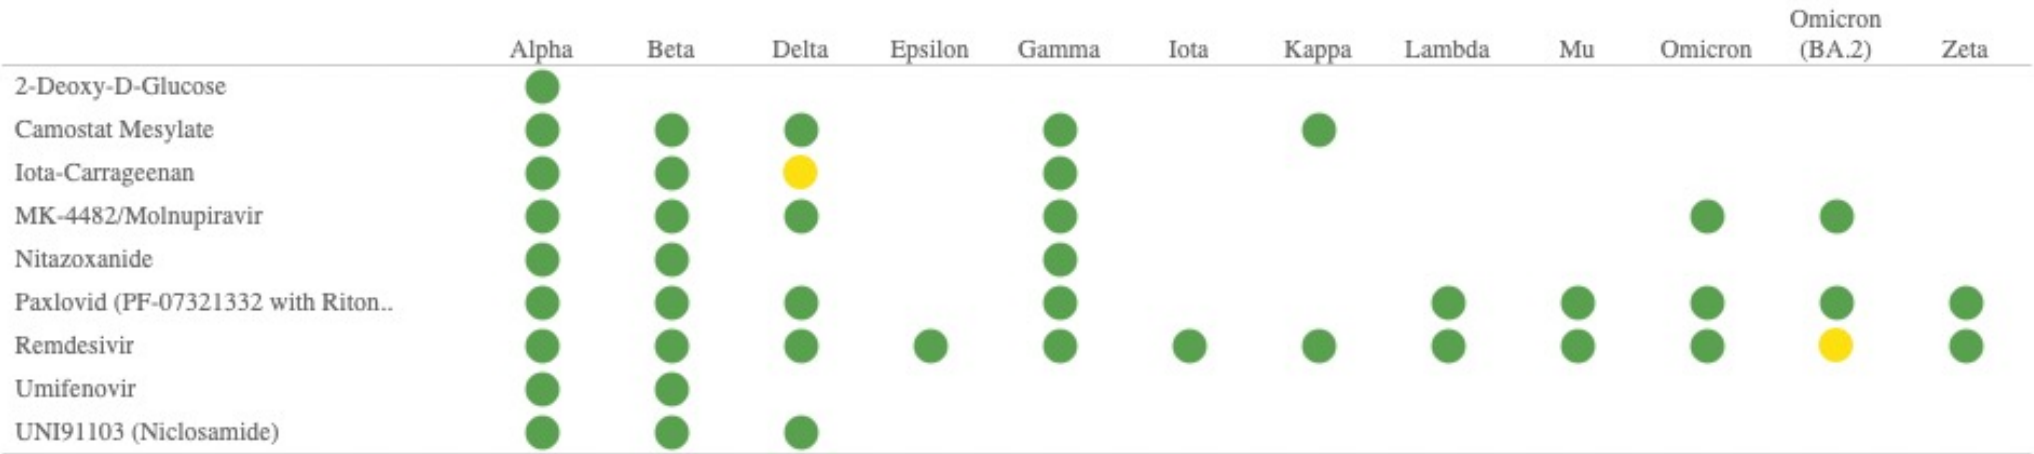 Alpha Beta Delta Epsilon Gamma Iota Kappa Lambda Mu Omicron Omicron (BA.2) Zeta
2-Deoxy-D-Glucose
Camostat Mesylate
Iota-Carrageenan
MK-4482/Molnupiravir
Nitazoxanide
Paxlovid (PF-07321332 with Riton..
Remdesivir
Umifenovir
UNI91103 (Niclosamide)